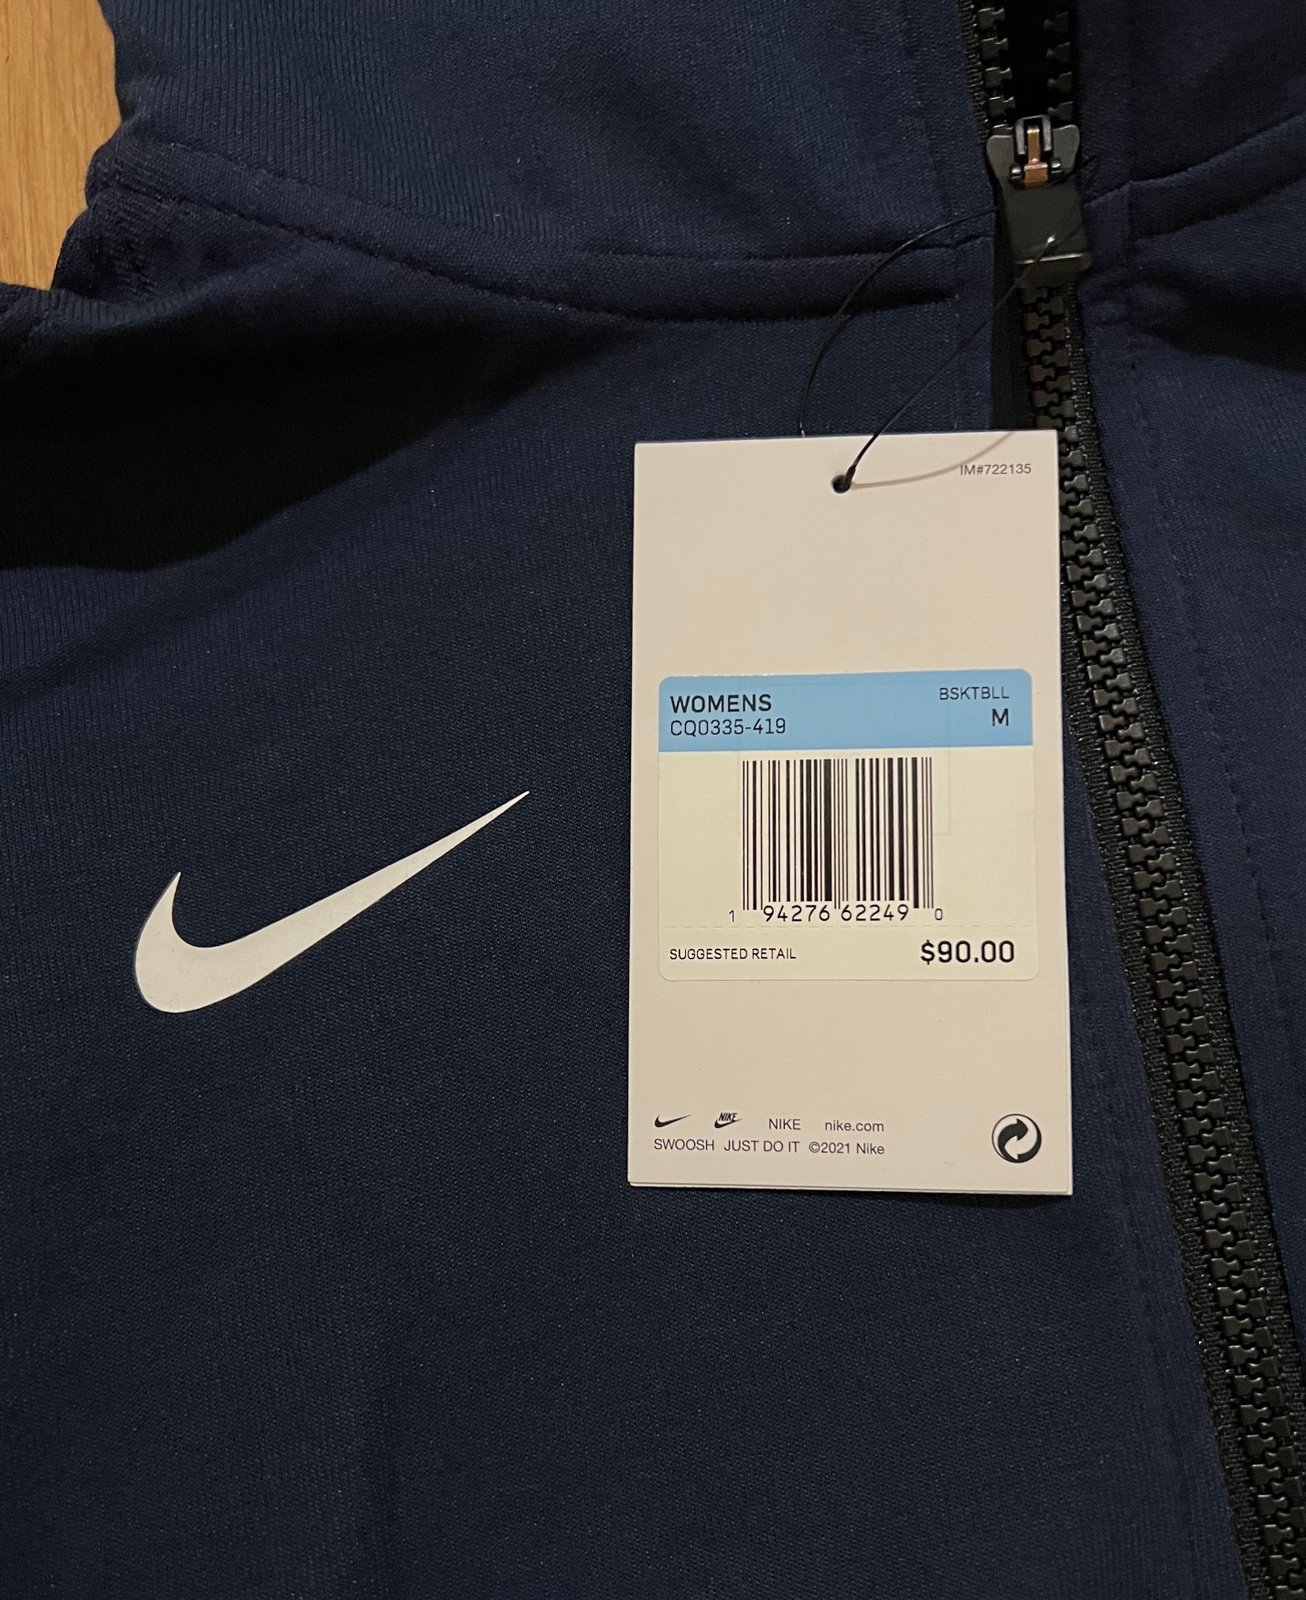 IM#722135
WOMENS BSKTBLL
CQ0335-419 M
1 94276 62249 0
SUGGESTED RETAIL $90.00
NIKE NIKE nike.com
SWOOSH JUST DO IT ©2021 Nike